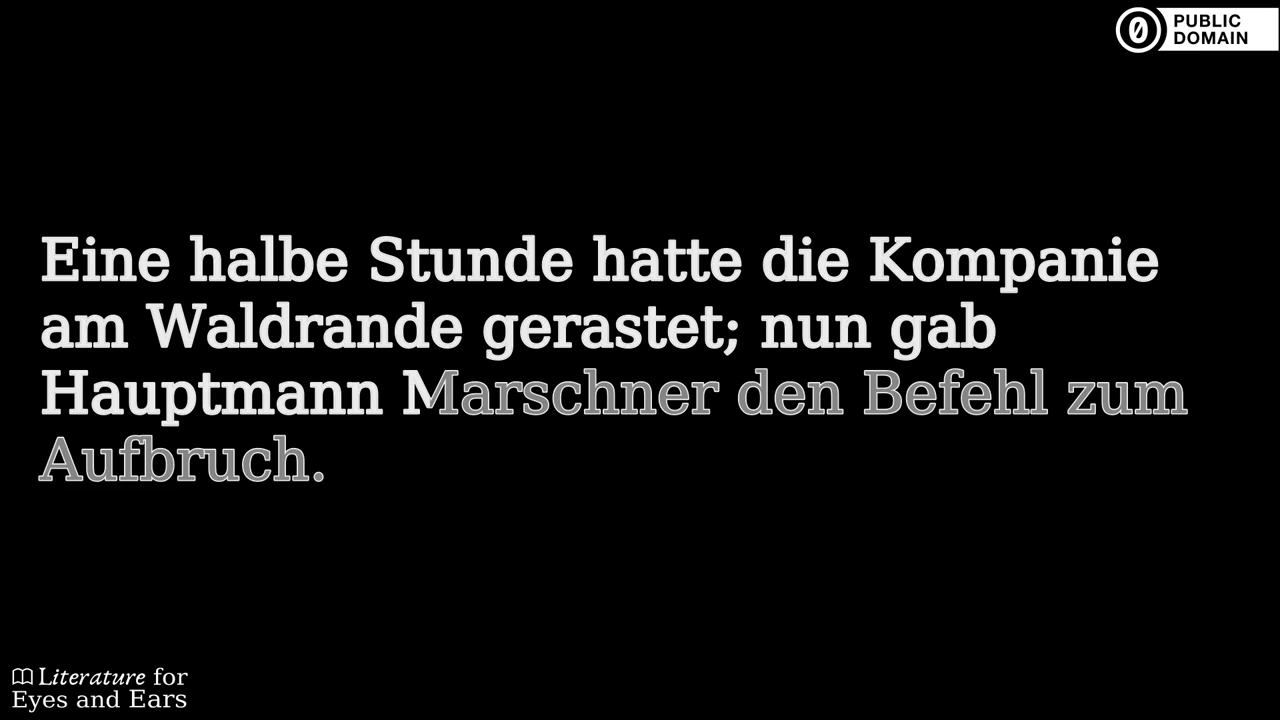 PUBLIC
DOMAIN
Eine halbe Stunde hatte die Kompanie
am Waldrande gerastet; nun gab
Hauptmann Marschner den Befehl zum
Aufbruch.
Literature for
Eyes and Ears